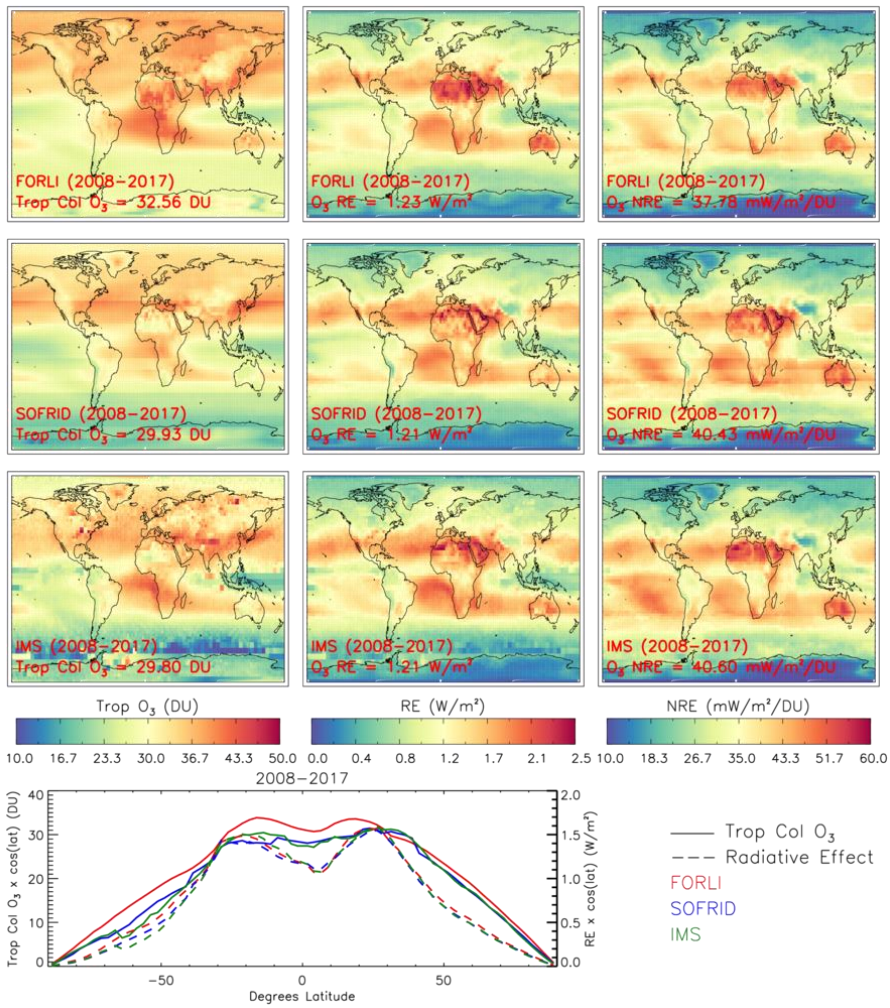 FORLI (2008-2017)
Trop Col O₃ = 32.56 DU
FORLI (2008-2017)
O₃ RE = 1.23 W/m²
FORLI (2008-2017)
O₃ NRE = 37.78 mW/m²/DU
SOFRID (2008-2017)
Trop Col O₃ = 29.93 DU
SOFRID (2008-2017)
O₃ RE = 1.21 W/m²
SOFRID (2008-2017)
O₃ NRE = 40.43 mW/m²/DU
IMS (2008-2017)
Trop Col O₃ = 29.80 DU
IMS (2008-2017)
O₃ RE = 1.21 W/m²
IMS (2008-2017)
O₃ NRE = 40.60 mW/m²/DU
Trop O₃ (DU)
10.0 16.7 23.3 30.0 36.7 43.3 50.0
RE (W/m²)
0.0 0.4 0.8 1.2 1.7 2.1 2.5
NRE (mW/m²/DU)
10.0 18.3 26.7 35.0 43.3 51.7 60.0
2008-2017
Trop Col O₃ x cos(lat) (DU)
40
30
20
10
0
-50 0 50
Degrees Latitude
2.0
1.5
1.0
0.5
0.0
RE x cos(lat) (W/m²)
Trop Col O₃
Radiative Effect
FORLI
SOFRID
IMS